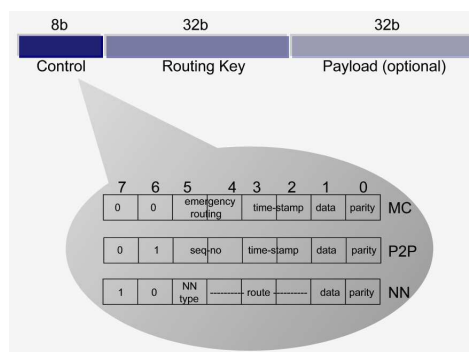 8b 32b 32b
Control Routing Key Payload (optional)
7 6 5 4 3 2 1 0
0 0 emergency routing time-stamp data parity MC
0 1 seq-no time-stamp data parity P2P
1 0 NN type ---------- route ---------- data parity NN